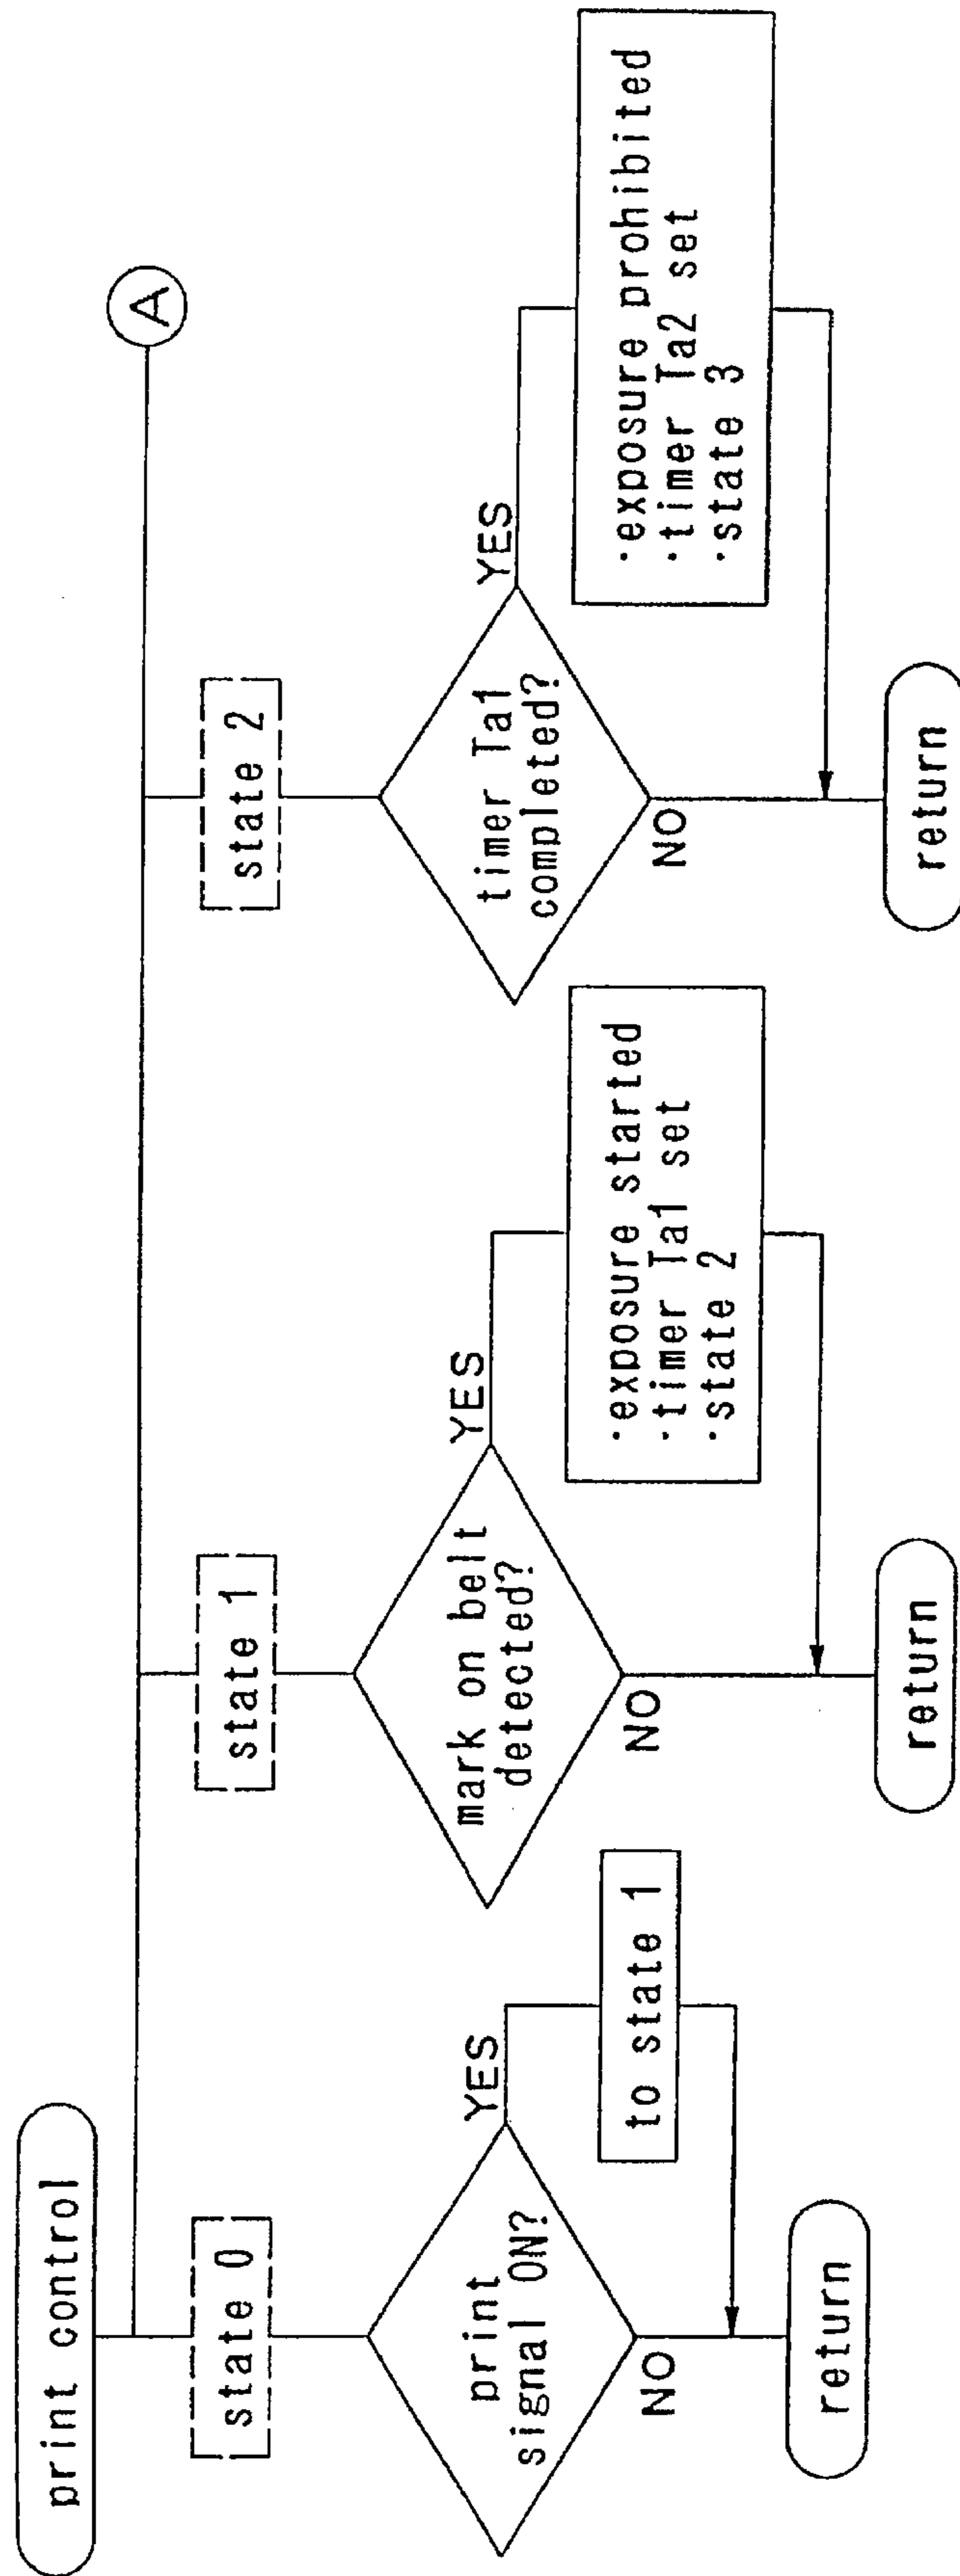 print control
A
state 0
print
signal ON?
YES
NO
to state 1
return
state 1
mark on belt
detected?
YES
NO
·exposure started
·timer Ta1 set
·state 2
return
state 2
timer Ta1
completed?
YES
NO
·exposure prohibited
·timer Ta2 set
·state 3
return